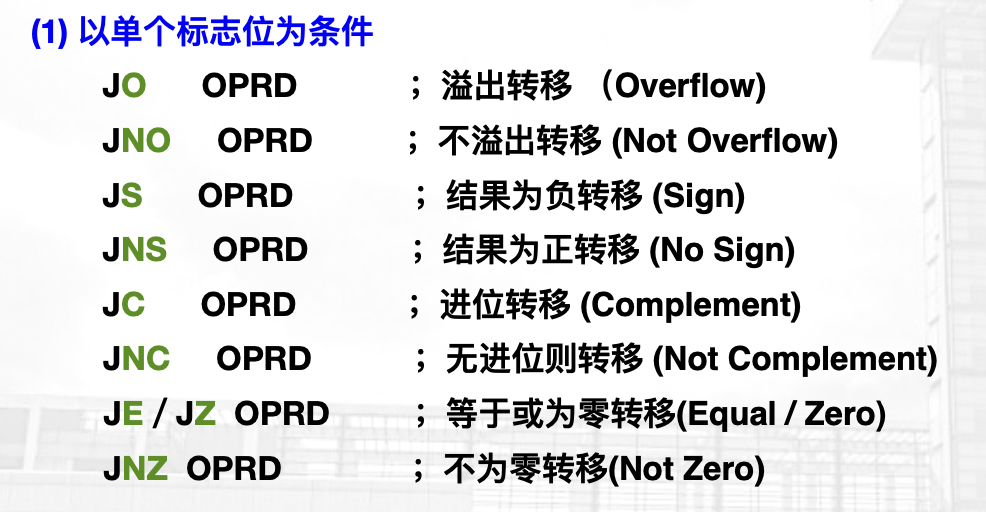 (1) 以单个标志位为条件
JO OPRD ；溢出转移 （Overflow)
JNO OPRD ；不溢出转移 (Not Overflow)
JS OPRD ；结果为负转移 (Sign)
JNS OPRD ；结果为正转移 (No Sign)
JC OPRD ；进位转移 (Complement)
JNC OPRD ；无进位则转移 (Not Complement)
JE / JZ OPRD ；等于或为零转移(Equal / Zero)
JNZ OPRD ；不为零转移(Not Zero)